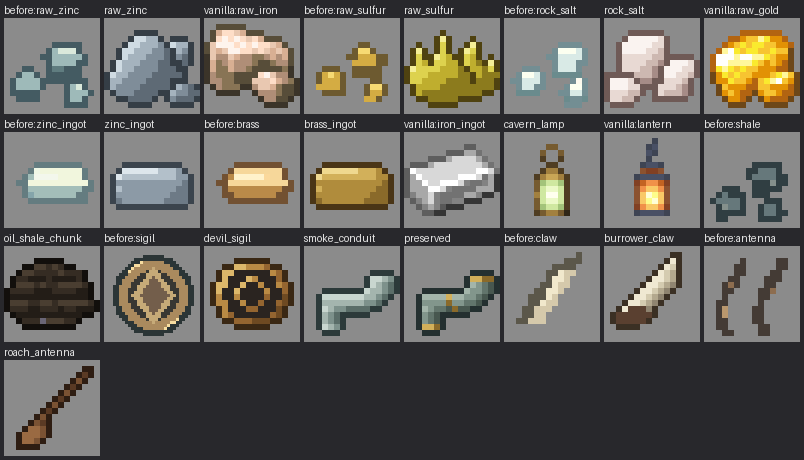 before:raw_zinc raw_zinc vanilla:raw_iron before:raw_sulfur raw_sulfur before:rock_salt rock_salt vanilla:raw_gold
before:zinc_ingot zinc_ingot before:brass brass_ingot vanilla:iron_ingot cavern_lamp vanilla:lantern before:shale
oil_shale_chunk before:sigil devil_sigil smoke_conduit preserved before:claw burrower_claw before:antenna
roach_antenna